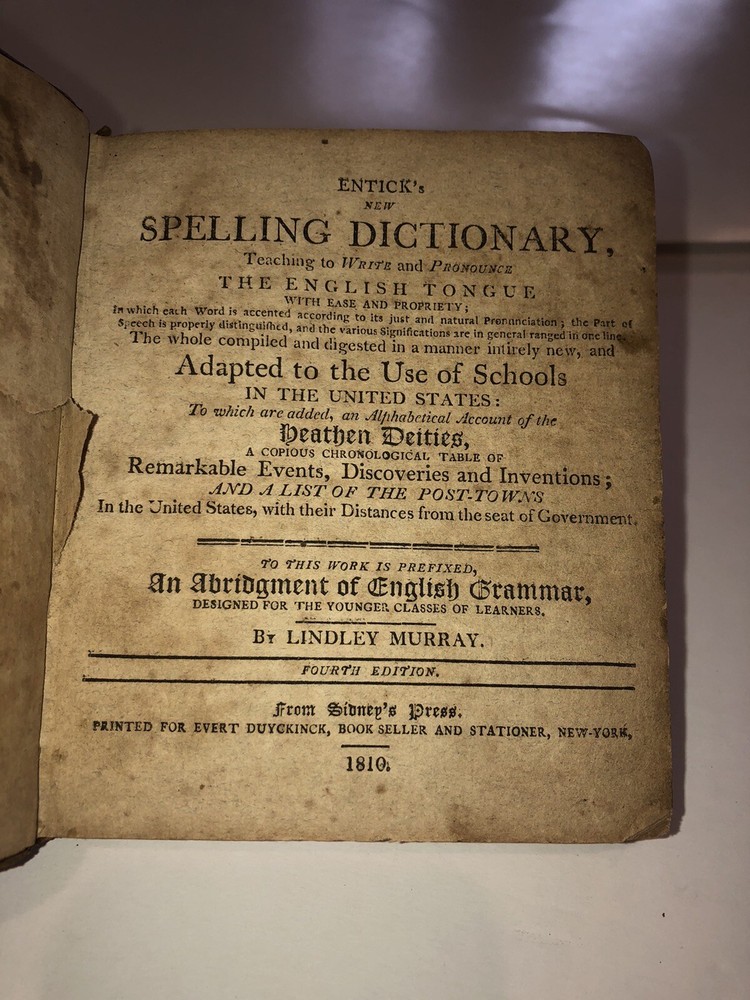 ENTICK's
NEW
SPELLING DICTIONARY,
Teaching to WRITE and PRONOUNCE
THE ENGLISH TONGUE
WITH EASE AND PROPRIETY;
In which each Word is accented according to its just and natural Pronunciation; the Part of
Speech is properly distinguished, and the various Significations are in general ranged in one line.
The whole compiled and digested in a manner intirely new, and
Adapted to the Use of Schools
IN THE UNITED STATES:
To which are added, an Alphabetical Account of the
Heathen Deities,
A COPIOUS CHRONOLOGICAL TABLE OF
Remarkable Events, Discoveries and Inventions;
AND A LIST OF THE POST-TOWNS
In the United States, with their Distances from the seat of Government.
TO THIS WORK IS PREFIXED,
An Abridgment of English Grammar,
DESIGNED FOR THE YOUNGER CLASSES OF LEARNERS.
BY LINDLEY MURRAY.
FOURTH EDITION.
From Sidney's Press.
PRINTED FOR EVERT DUYCKINCK, BOOK SELLER AND STATIONER, NEW-YORK,
1810.